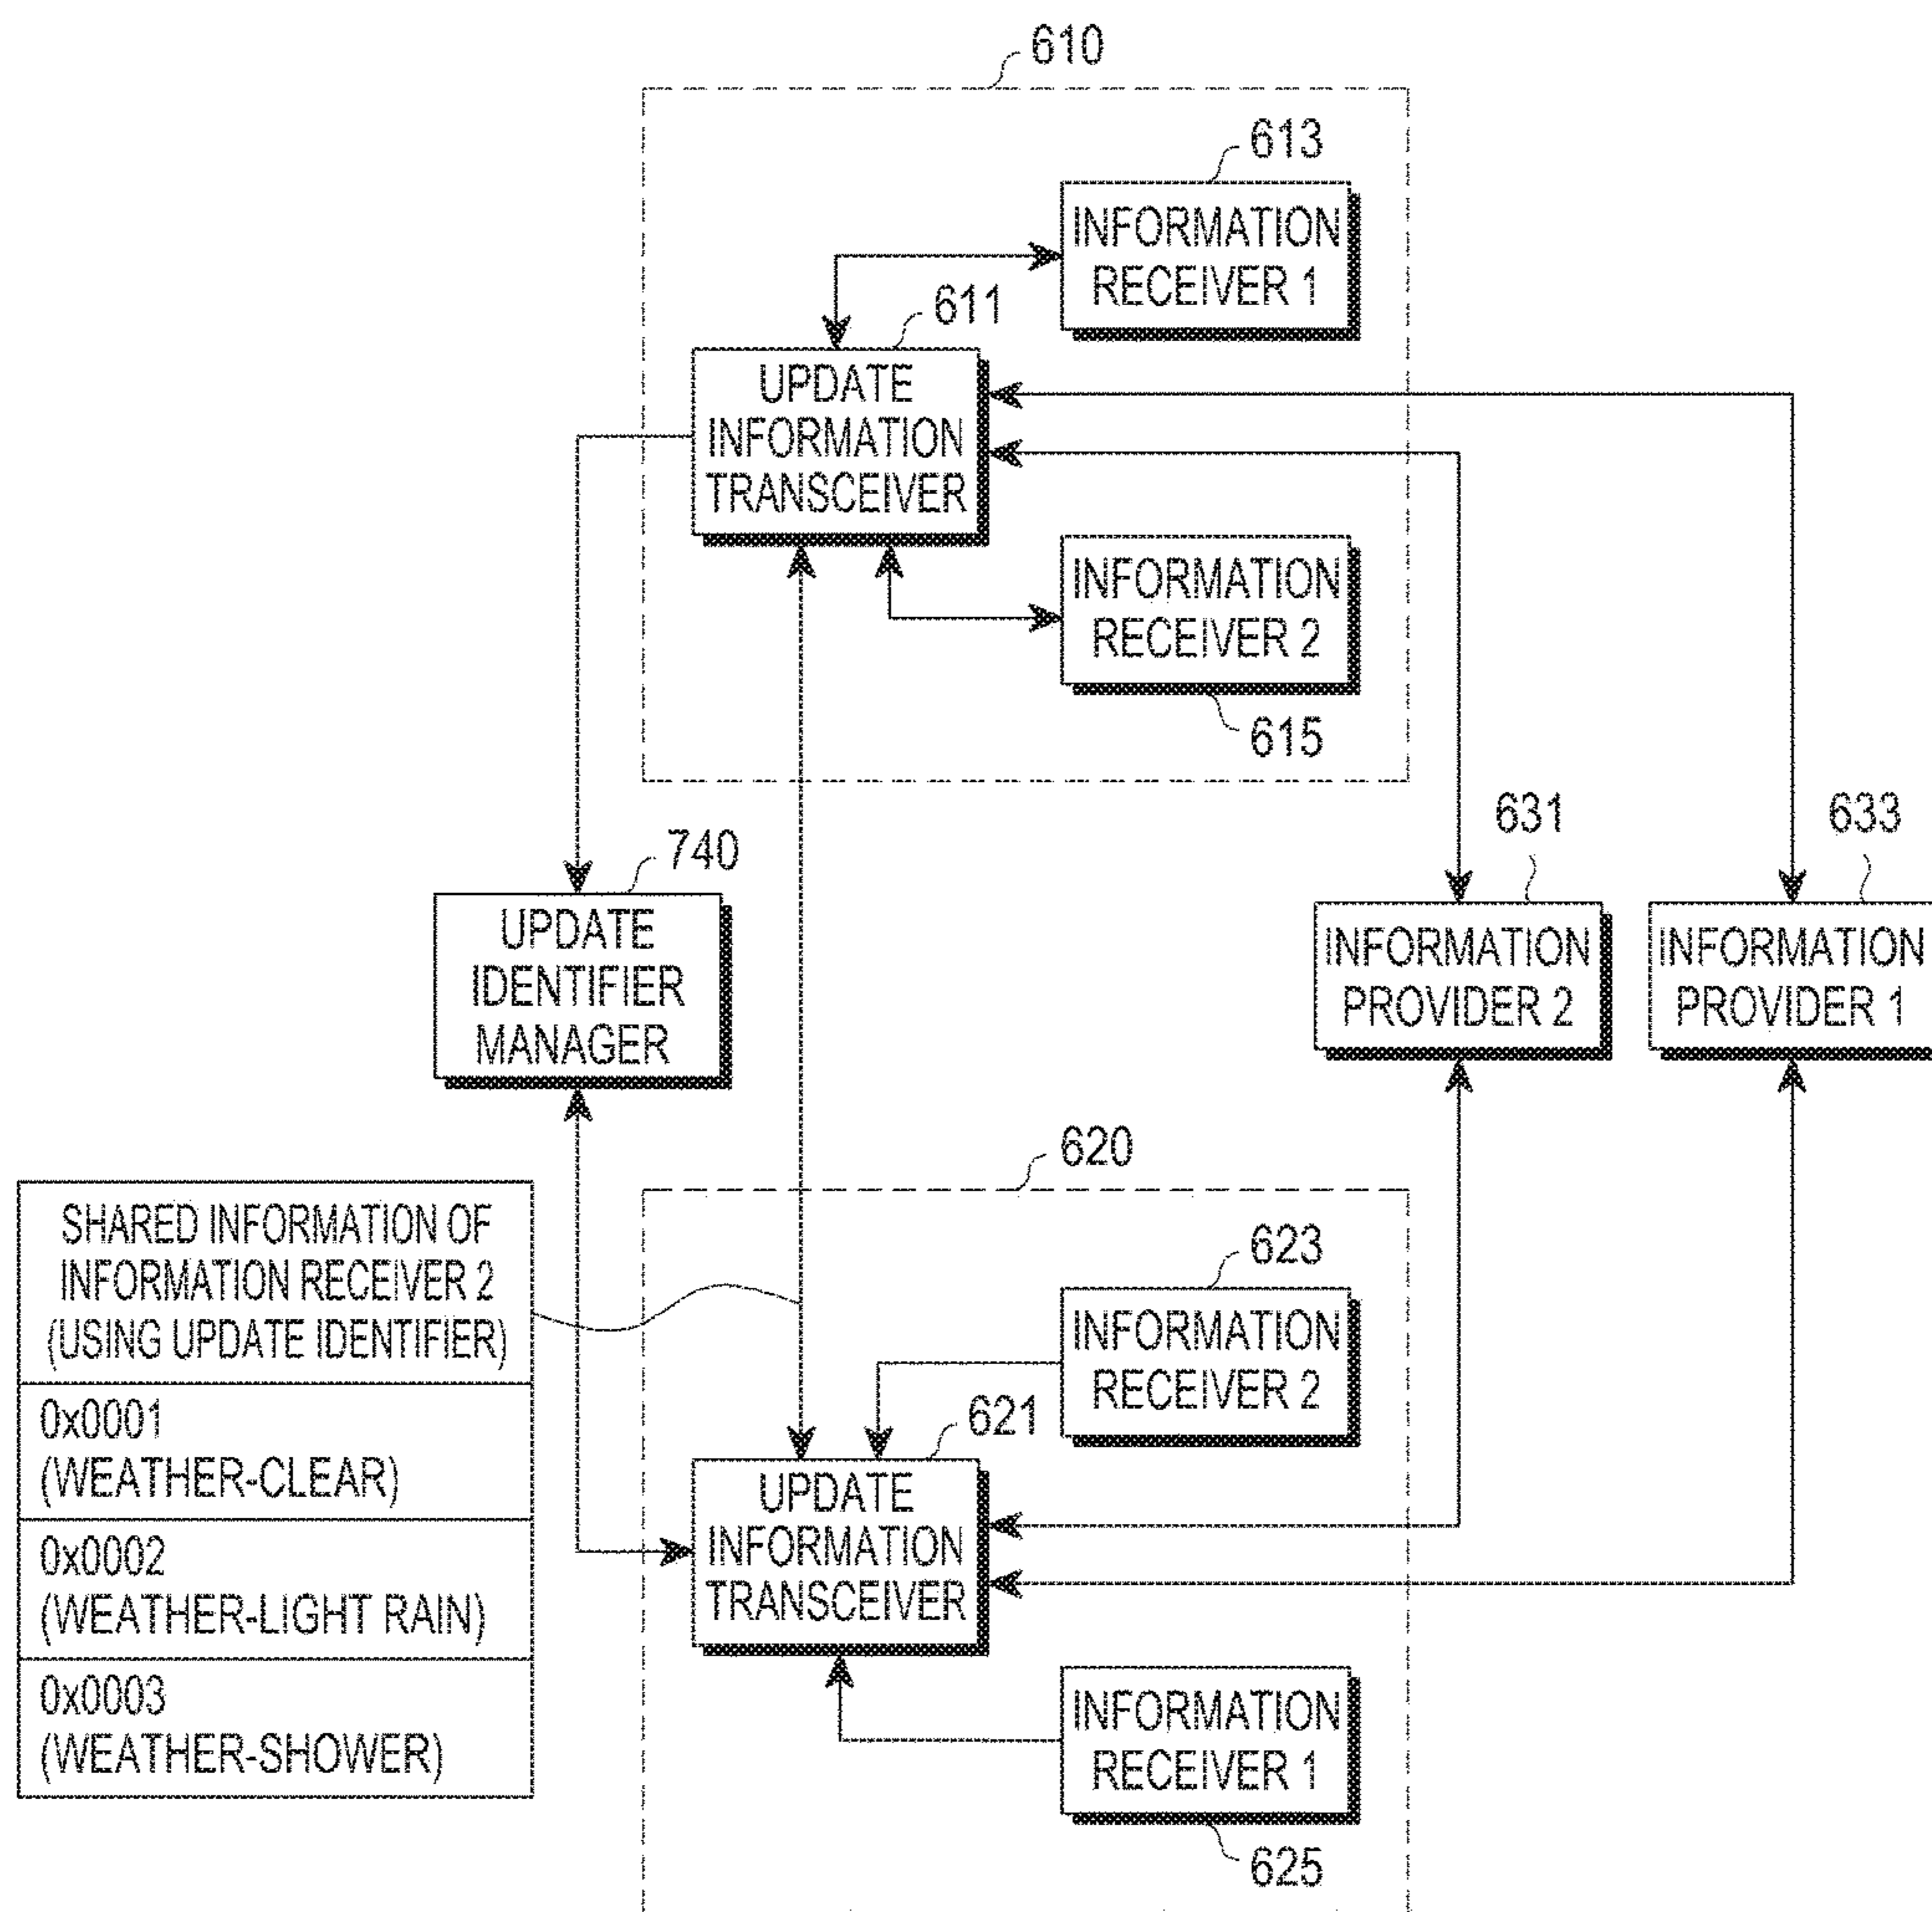 610
613
INFORMATION
RECEIVER 1
611
UPDATE
INFORMATION
TRANSCEIVER
INFORMATION
RECEIVER 2
615
631
633
740
UPDATE
IDENTIFIER
MANAGER
INFORMATION
PROVIDER 2
INFORMATION
PROVIDER 1
620
SHARED INFORMATION OF
INFORMATION RECEIVER 2
(USING UPDATE IDENTIFIER)
0x0001
(WEATHER-CLEAR)
0x0002
(WEATHER-LIGHT RAIN)
0x0003
(WEATHER-SHOWER)
623
INFORMATION
RECEIVER 2
621
UPDATE
INFORMATION
TRANSCEIVER
INFORMATION
RECEIVER 1
625